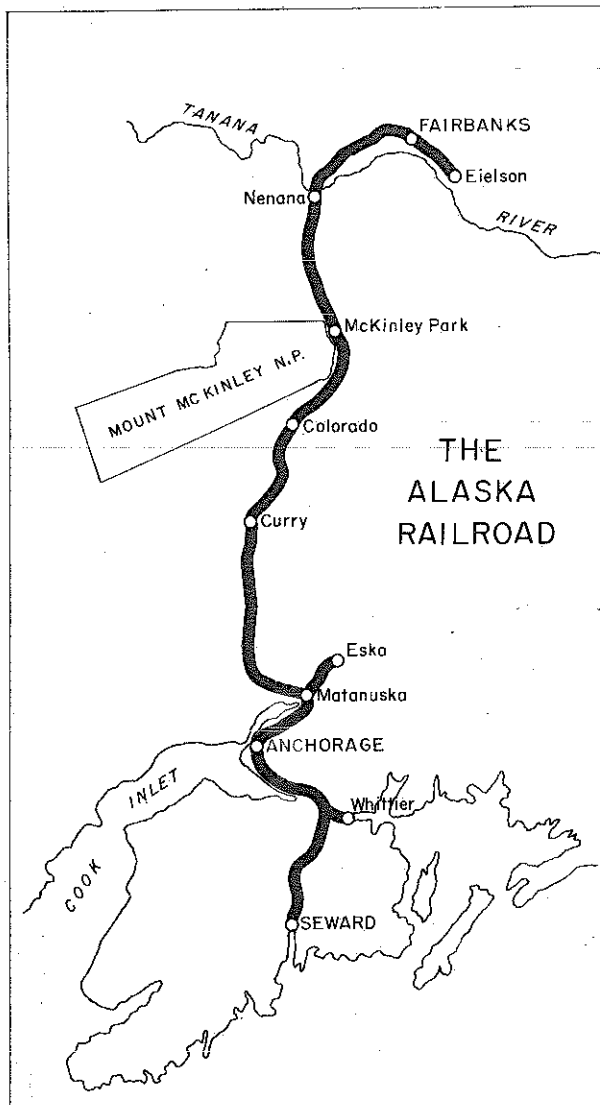 TANANA
FAIRBANKS
Eielson
Nenana
RIVER
McKinley Park
MOUNT MCKINLEY N.P.
Colorado
THE
ALASKA
RAILROAD
Curry
Eska
Matanuska
ANCHORAGE
INLET
Whittier
COOK
SEWARD